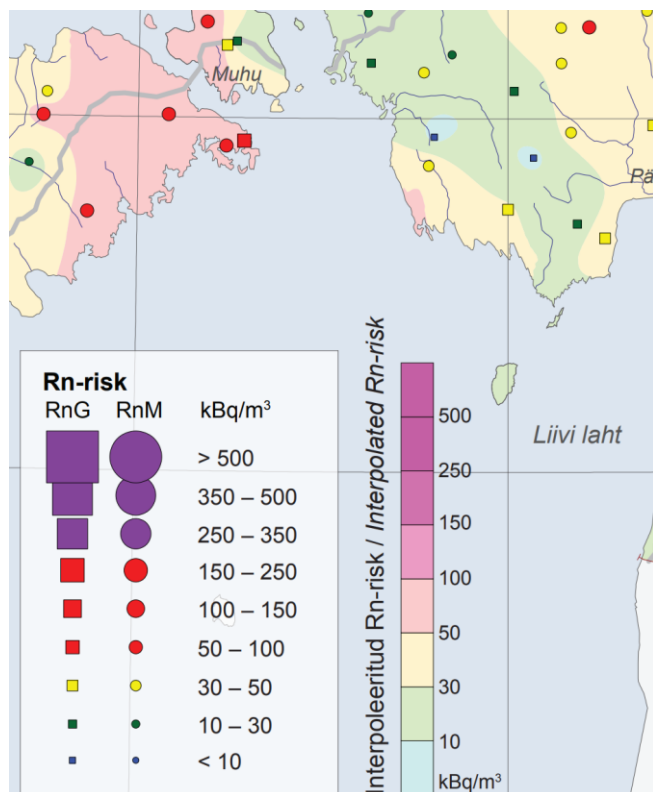 Muhu
Pä
Rn-risk
RnG RnM kBq/m³
> 500
350 – 500
250 – 350
150 – 250
100 – 150
50 – 100
30 – 50
10 – 30
< 10
Interpoleeritud Rn-risk / Interpolated Rn-risk
500
250
150
100
50
30
10
kBq/m³
Liivi laht